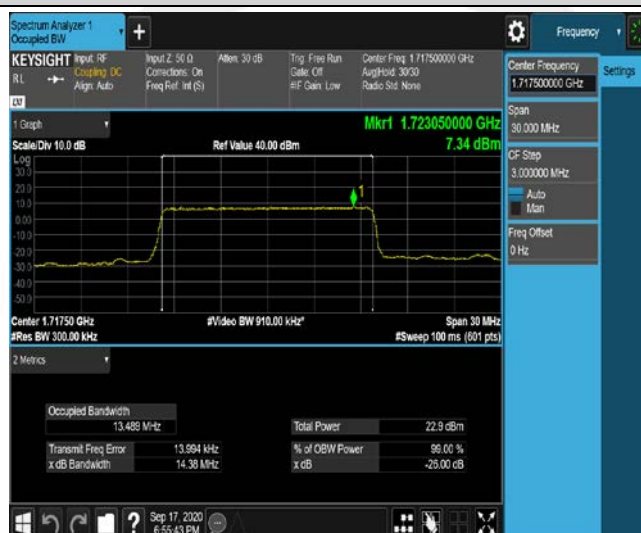 Spectrum Analyzer 1
Occupied BW
Frequency
KEYSIGHT
RL
Input: RF
Coupling: DC
Align: Auto
Input Z: 50 Ω
Corrections: On
Freq Ref: Int (S)
Atten: 30 dB
Trig: Free Run
Gate: Off
#IF Gain: Low
Center Freq: 1.717500000 GHz
Avg|Hold: 30/30
Radio Std: None
Center Frequency
1.717500000 GHz
Settings
Span
30.000 MHz
CF Step
3.000000 MHz
Auto
Man
Freq Offset
0 Hz
1 Graph
Scale/Div 10.0 dB
Ref Value 40.00 dBm
Mkr1 1.723050000 GHz
7.34 dBm
Log
30.0
20.0
10.0
0.00
-10.0
-20.0
-30.0
-40.0
-50.0
1
Center 1.71750 GHz
#Video BW 910.00 kHz*
Span 30 MHz
#Res BW 300.00 kHz
#Sweep 100 ms (601 pts)
2 Metrics
Occupied Bandwidth
13.489 MHz
Total Power
22.9 dBm
Transmit Freq Error
13.994 kHz
% of OBW Power
99.00 %
x dB Bandwidth
14.38 MHz
x dB
-26.00 dB
?
Sep 17, 2020
6:55:43 PM